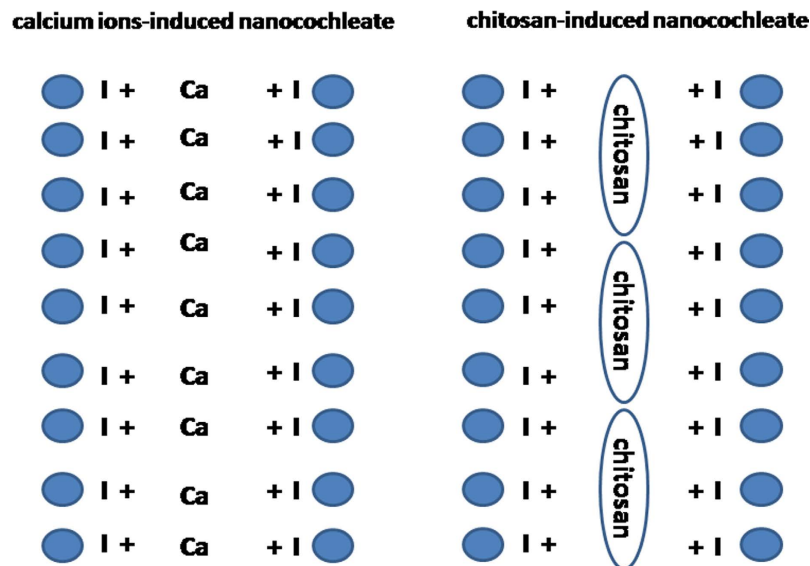 calcium ions-induced nanocochleate
chitosan-induced nanocochleate
I + Ca + I
I + Ca + I
I + Ca + I
I + Ca + I
I + Ca + I
I + Ca + I
I + Ca + I
I + Ca + I
I + Ca + I
I + + I
I + + I
I + + I
I + + I
I + + I
I + + I
I + + I
I + + I
I + + I
chitosan
chitosan
chitosan